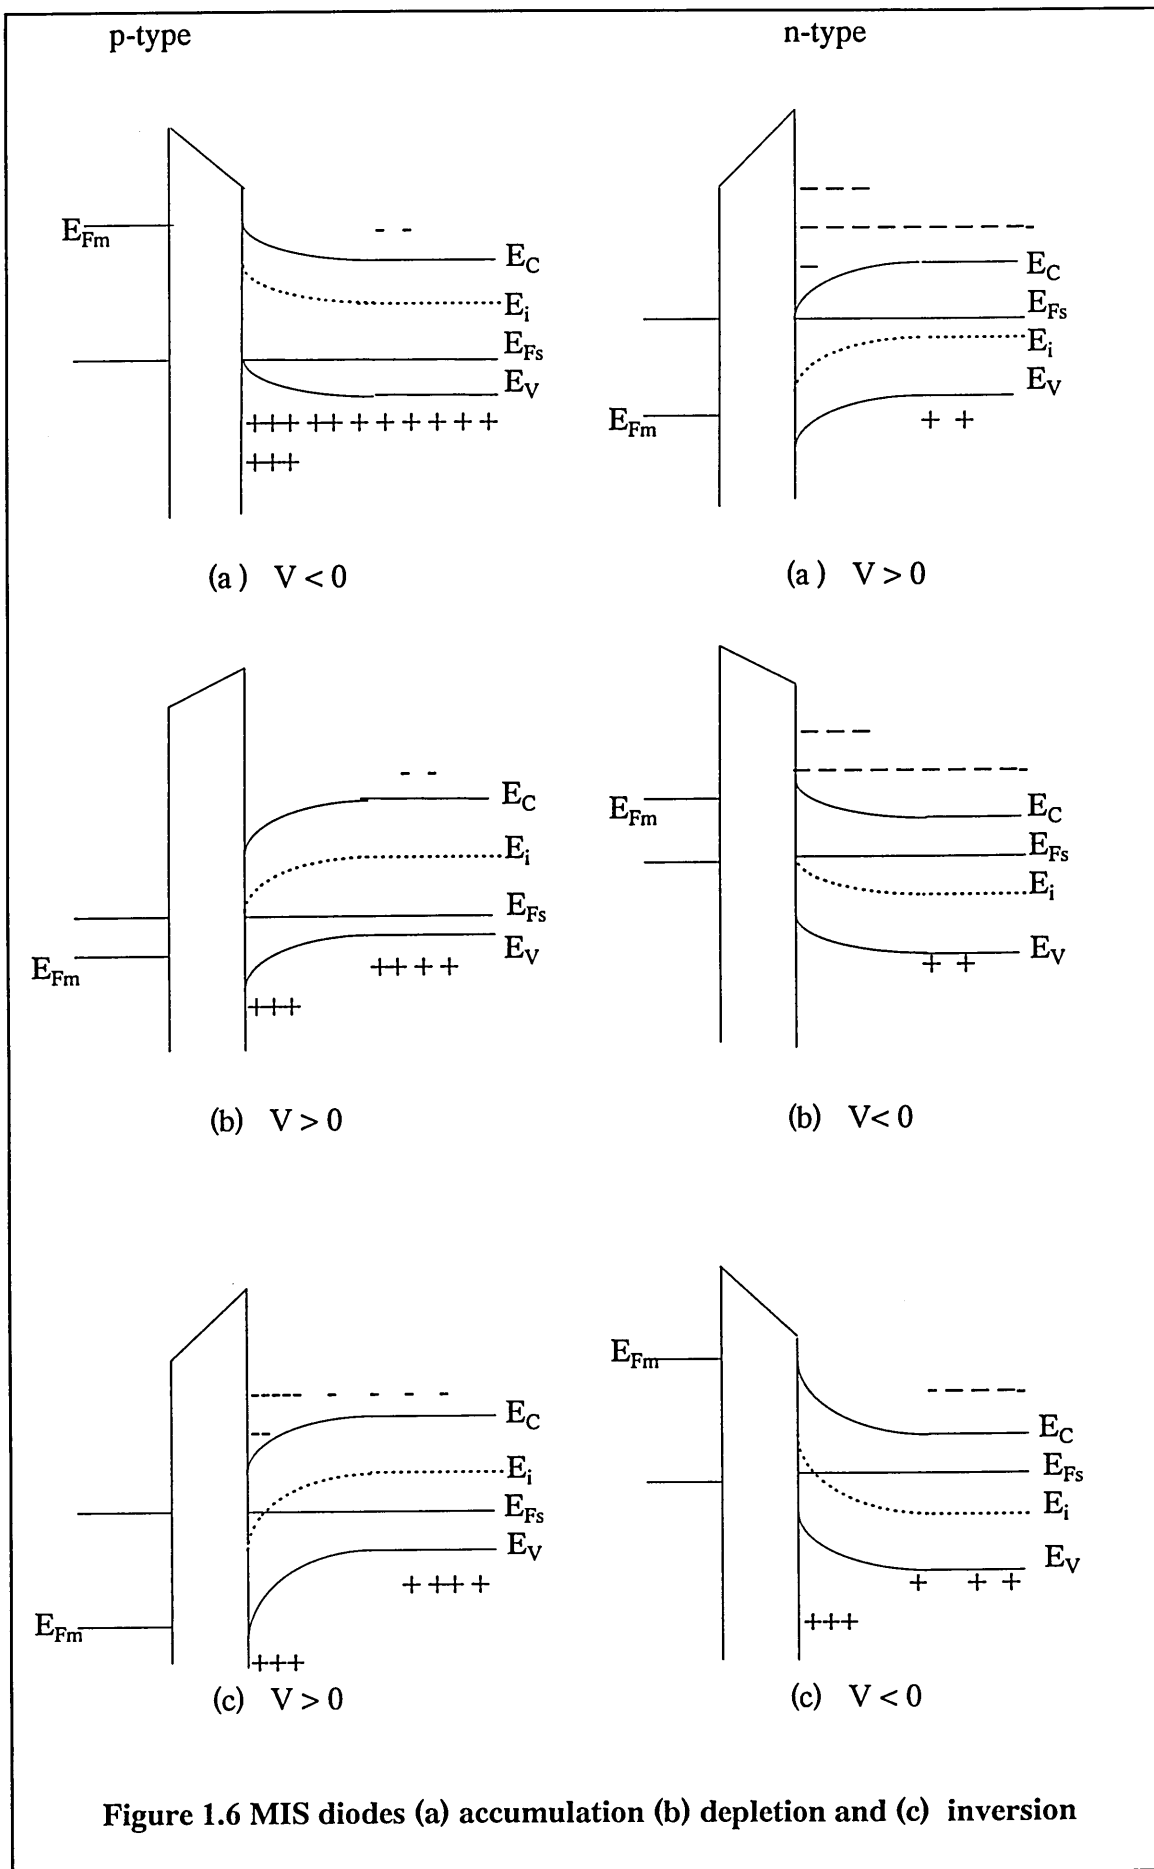 p-type
n-type
E_Fm
- -
E_C
E_i
E_Fs
E_V
+++ ++ + + + + + +
+++
(a) V < 0
– – –
– – – – – – – – – -
–
E_C
E_Fs
E_i
E_V
E_Fm
+ +
(a) V > 0
- -
E_C
E_i
E_Fs
E_V
E_Fm
++ + +
+++
(b) V > 0
– – –
– – – – – – – – – -
E_Fm
E_C
E_Fs
E_i
E_V
+ +
(b) V< 0
----- - - - -
--
E_C
E_i
E_Fs
E_V
+ ++ +
E_Fm
+++
(c) V > 0
E_Fm
- – – – -
E_C
E_Fs
E_i
E_V
+ + +
+++
(c) V < 0
Figure 1.6 MIS diodes (a) accumulation (b) depletion and (c) inversion